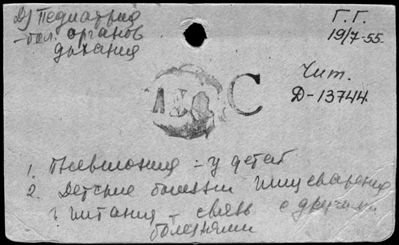 Д) Педиатрия
- бол. органов
дыхания
Г. Г.
19/7-55.
Чит.
Д-13744
С
1. Пневмония - у детей
2. Детские болезни пищеварения
и питания - связь с другими
болезнями